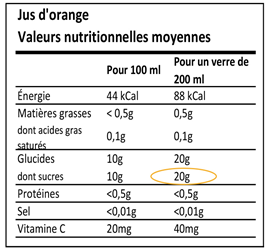 Jus d'orange
Valeurs nutritionnelles moyennes
Pour 100 ml Pour un verre de 200 ml
Énergie 44 kCal 88 kCal
Matières grasses < 0,5g 0,5g
dont acides gras saturés 0,1g 0,1g
Glucides 10g 20g
dont sucres 10g 20g
Protéines <0,5g <0,5g
Sel <0,01g <0,01g
Vitamine C 20mg 40mg